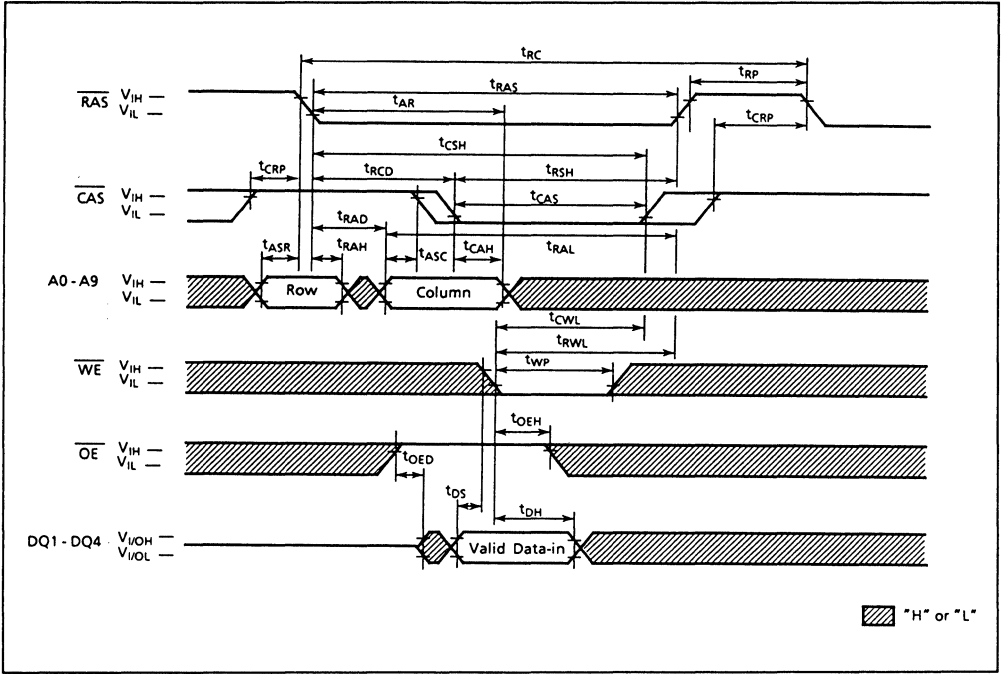 tRC
tRP
tRAS
tAR
RAS VIH
VIL
tCRP
tCSH
tCRP
tRCD
tRSH
CAS VIH
VIL
tCAS
tRAD
tRAL
tASR
tRAH
tASC
tCAH
A0 - A9 VIH
VIL
Row
Column
tCWL
tRWL
tWP
WE VIH
VIL
tOEH
OE VIH
VIL
tOED
tDS
tDH
DQ1 - DQ4 VI/OH
VI/OL
Valid Data-in
"H" or "L"